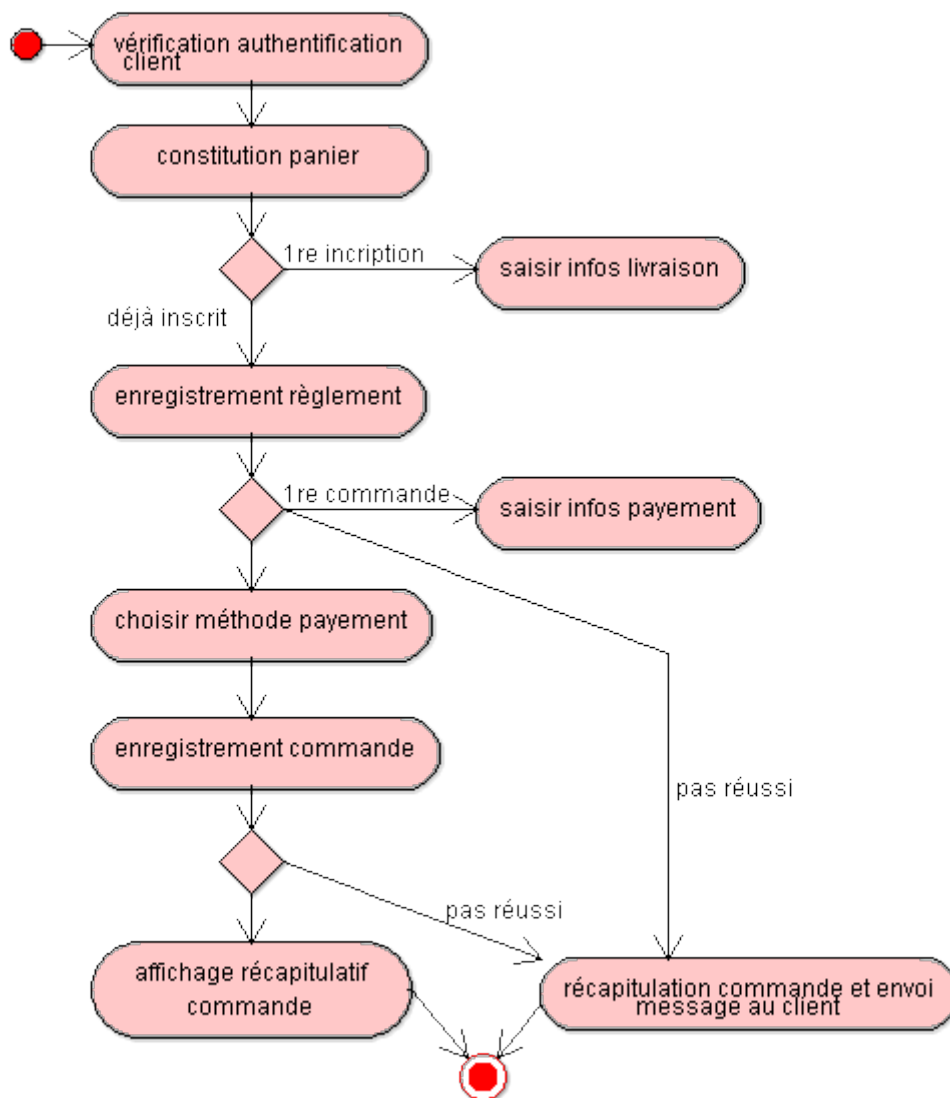 vérification authentification
client
constitution panier
1re incription
saisir infos livraison
déjà inscrit
enregistrement règlement
1re commande
saisir infos payement
choisir méthode payement
enregistrement commande
pas réussi
pas réussi
affichage récapitulatif
commande
récapitulation commande et envoi
message au client